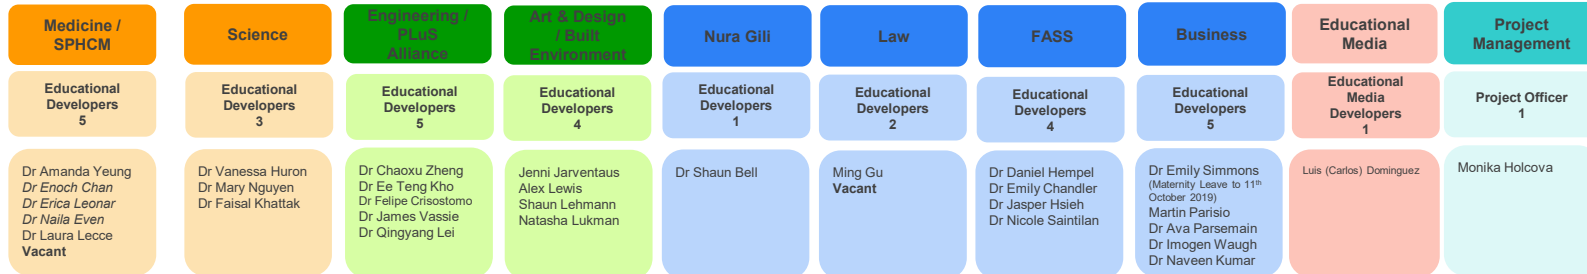 Medicine /
SPHCM
Educational
Developers
5
Dr Amanda Yeung
Dr Enoch Chan
Dr Erica Leonar
Dr Naila Even
Dr Laura Lecce
Vacant
Science
Educational
Developers
3
Dr Vanessa Huron
Dr Mary Nguyen
Dr Faisal Khattak
Engineering /
PLuS
Alliance
Educational
Developers
5
Dr Chaoxu Zheng
Dr Ee Teng Kho
Dr Felipe Crisostomo
Dr James Vassie
Dr Qingyang Lei
Art & Design
/ Built
Environment
Educational
Developers
4
Jenni Jarventaus
Alex Lewis
Shaun Lehmann
Natasha Lukman
Nura Gili
Educational
Developers
1
Dr Shaun Bell
Law
Educational
Developers
2
Ming Gu
Vacant
FASS
Educational
Developers
4
Dr Daniel Hempel
Dr Emily Chandler
Dr Jasper Hsieh
Dr Nicole Saintilan
Business
Educational
Developers
5
Dr Emily Simmons
(Maternity Leave to 11th
October 2019)
Martin Parisio
Dr Ava Parsemain
Dr Imogen Waugh
Dr Naveen Kumar
Educational
Media
Educational
Media
Developers
1
Luis (Carlos) Dominguez
Project
Management
Project Officer
1
Monika Holcova